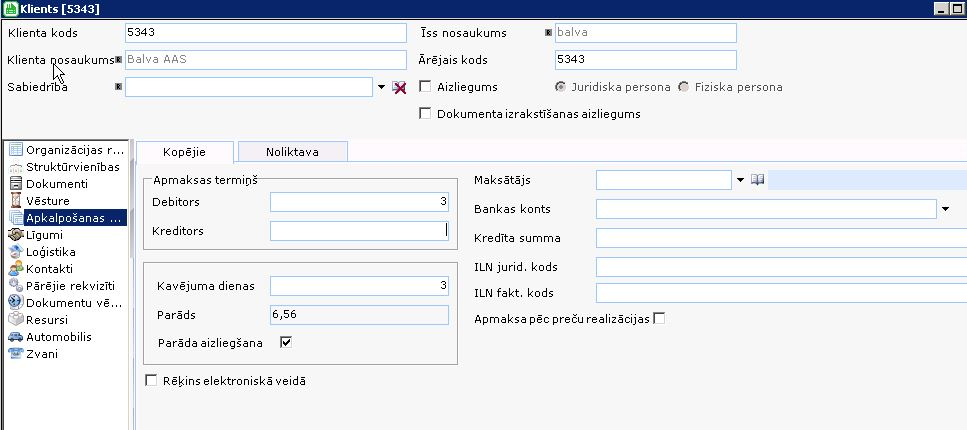 Klients [5343]
Klienta kods 5343 Īss nosaukums balva
Klienta nosaukums Balva AAS Ārējais kods 5343
Sabiedrība Aizliegums Juridiska persona Fiziska persona
Dokumenta izrakstīšanas aizliegums
Organizācijas r...
Struktūrvienības
Dokumenti
Vēsture
Apkalpošanas ...
Līgumi
Loģistika
Kontakti
Pārējie rekvizīti
Dokumentu vē...
Resursi
Automobilis
Zvani
Kopējie Noliktava
Apmaksas termiņš
Debitors 3
Kreditors
Kavējuma dienas 3
Parāds 6,56
Parāda aizliegšana
Rēķins elektroniskā veidā
Maksātājs
Bankas konts
Kredīta summa
ILN jurid. kods
ILN fakt. kods
Apmaksa pēc preču realizācijas